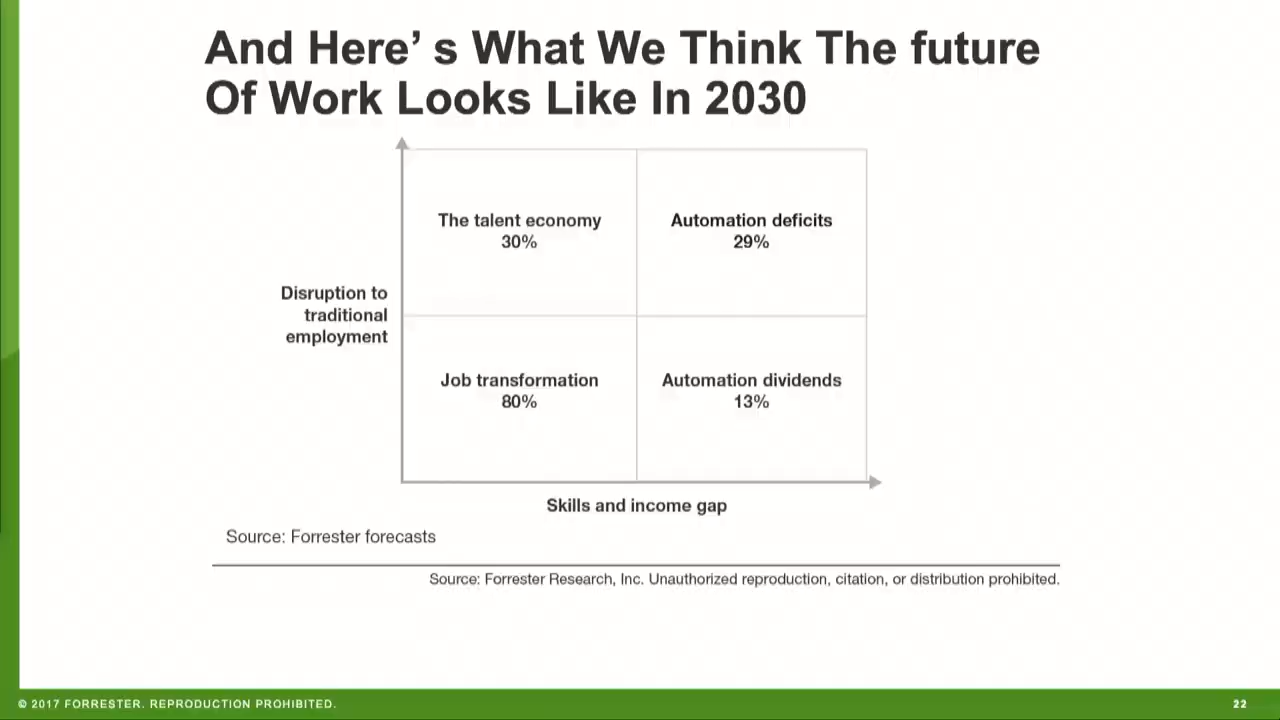 And Here’ s What We Think The future
Of Work Looks Like In 2030
The talent economy
30%
Automation deficits
29%
Disruption to
traditional
employment
Job transformation
80%
Automation dividends
13%
Skills and income gap
Source: Forrester forecasts
Source: Forrester Research, Inc. Unauthorized reproduction, citation, or distribution prohibited.
© 2017 FORRESTER. REPRODUCTION PROHIBITED.
22